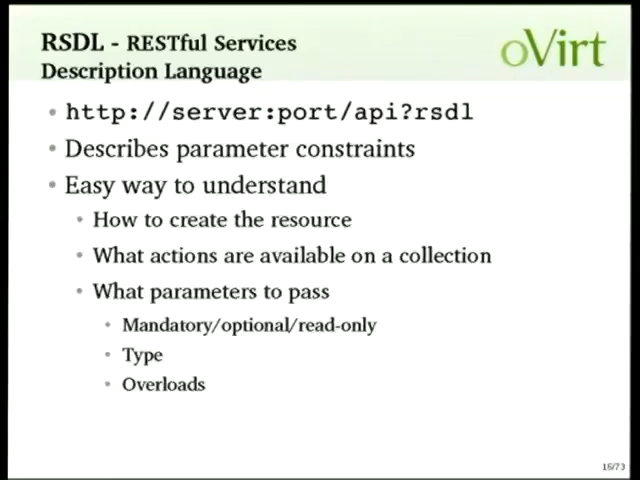 RSDL - RESTful Services
Description Language
oVirt
• http://server:port/api?rsdl
• Describes parameter constraints
• Easy way to understand
• How to create the resource
• What actions are available on a collection
• What parameters to pass
• Mandatory/optional/read-only
• Type
• Overloads
15/73